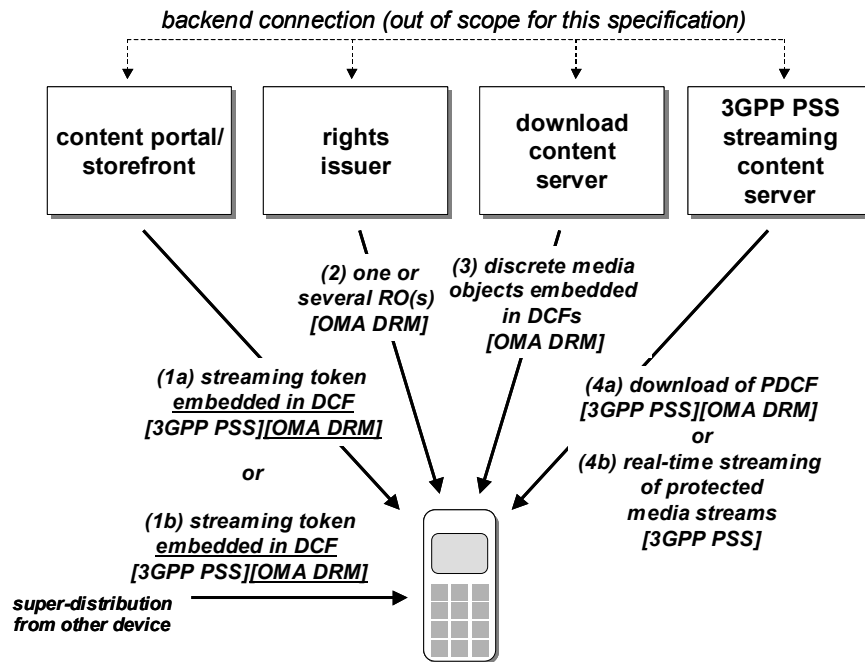 backend connection (out of scope for this specification)
content portal/
storefront
rights
issuer
download
content
server
3GPP PSS
streaming
content
server
(2) one or
several RO(s)
[OMA DRM]
(3) discrete media
objects embedded
in DCFs
[OMA DRM]
(1a) streaming token
embedded in DCF
[3GPP PSS][OMA DRM]
or
(1b) streaming token
embedded in DCF
[3GPP PSS][OMA DRM]
(4a) download of PDCF
[3GPP PSS][OMA DRM]
or
(4b) real-time streaming
of protected
media streams
[3GPP PSS]
super-distribution
from other device